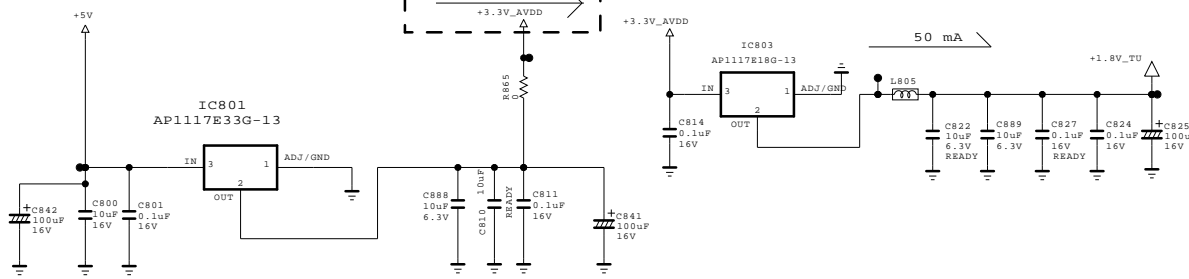 +5V
+3.3V_AVDD
R865
0
IC801
AP1117E33G-13
IN
3
1
ADJ/GND
2
OUT
C842
100uF
16V
C800
10uF
16V
C801
0.1uF
16V
C888
10uF
6.3V
C810
10uF
READY
C811
0.1uF
16V
C841
100uF
16V
+3.3V_AVDD
IC803
AP1117E18G-13
IN
3
1
ADJ/GND
2
OUT
C814
0.1uF
16V
50 mA
L805
+1.8V_TU
C822
10uF
6.3V
READY
C889
10uF
6.3V
C827
0.1uF
16V
READY
C824
0.1uF
16V
C825
100u
16V